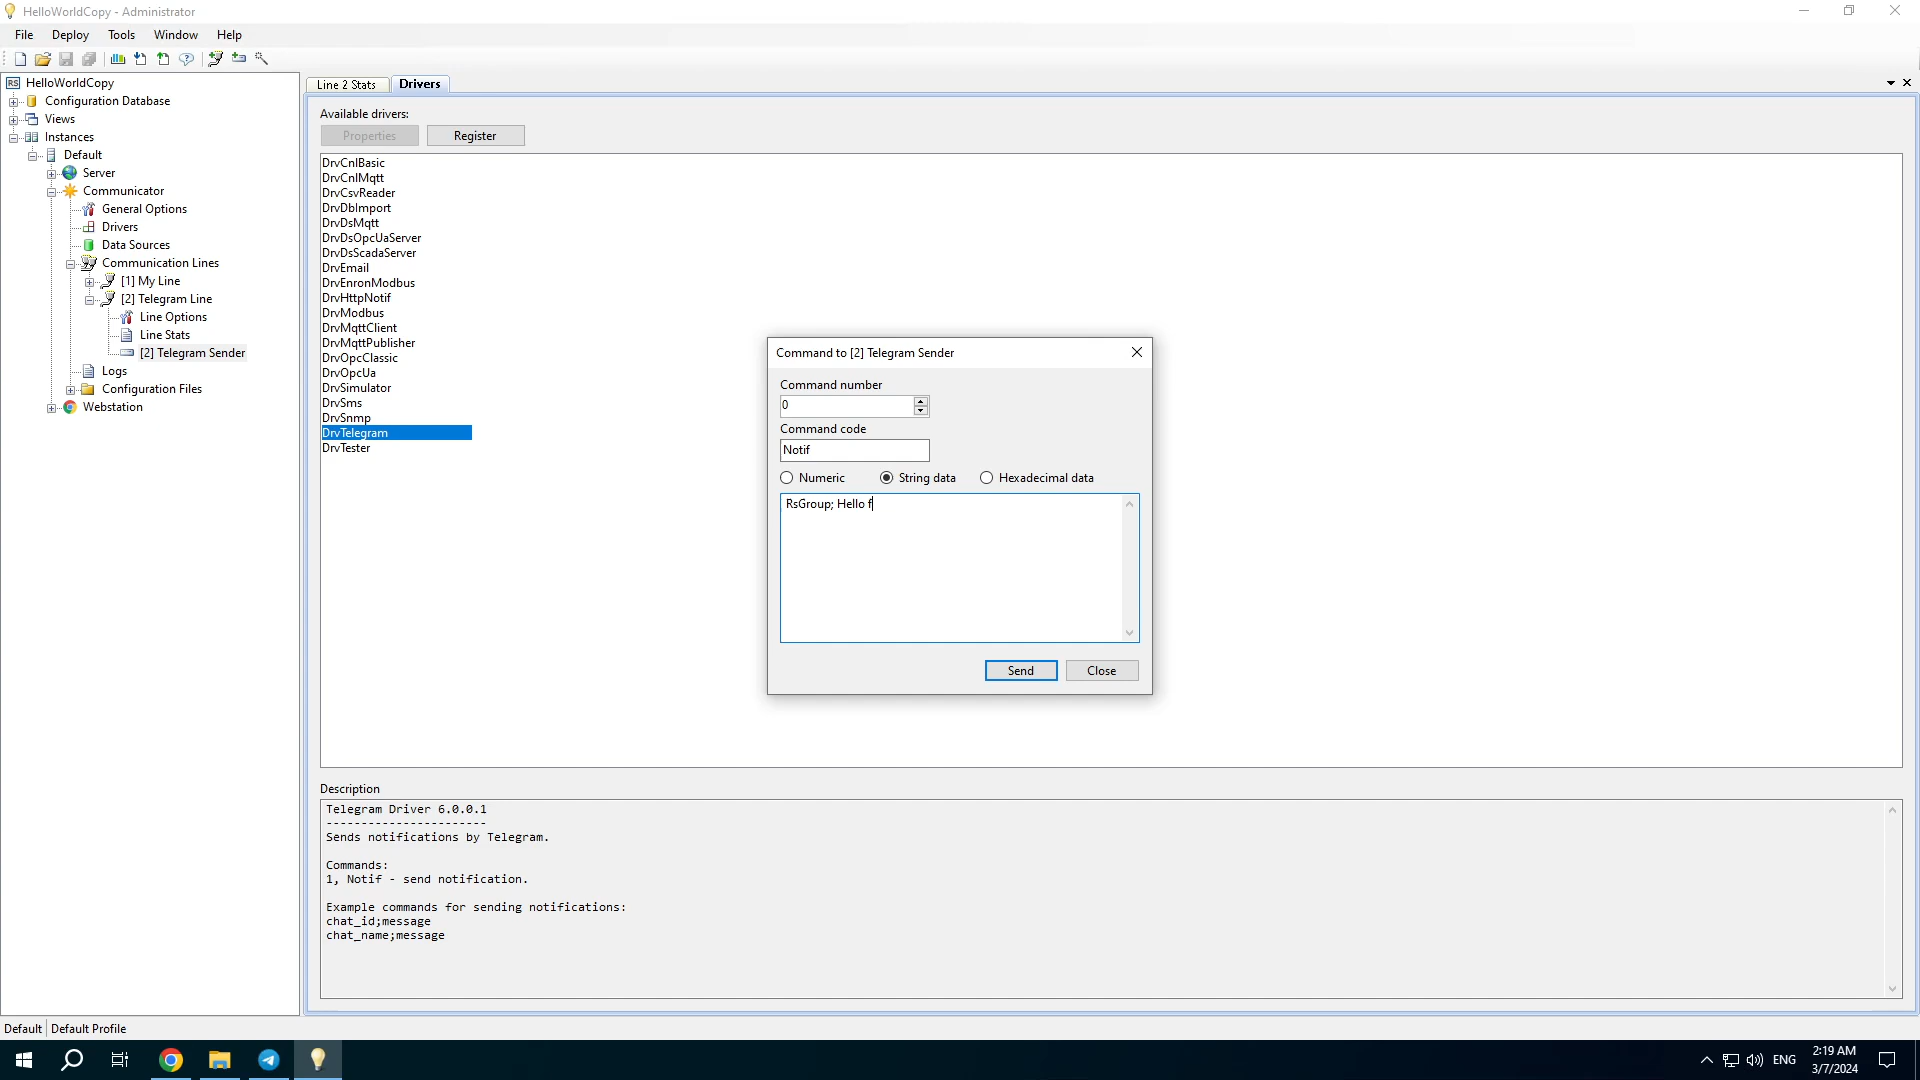 HelloWorldCopy - Administrator
File Deploy Tools Window Help
RS HelloWorldCopy
Configuration Database
Views
Instances
Default
Server
Communicator
General Options
Drivers
Data Sources
Communication Lines
[1] My Line
[2] Telegram Line
Line Options
Line Stats
[2] Telegram Sender
Logs
Configuration Files
Webstation
Line 2 Stats Drivers
Available drivers:
Properties Register
DrvCnlBasic
DrvCnlMqtt
DrvCsvReader
DrvDbImport
DrvDsMqtt
DrvDsOpcUaServer
DrvDsScadaServer
DrvEmail
DrvEnronModbus
DrvHttpNotif
DrvModbus
DrvMqttClient
DrvMqttPublisher
DrvOpcClassic
DrvOpcUa
DrvSimulator
DrvSms
DrvSnmp
DrvTelegram
DrvTester
Command to [2] Telegram Sender
Command number
0
Command code
Notif
Numeric String data Hexadecimal data
RsGroup; Hello f
Send Close
Description
Telegram Driver 6.0.0.1
-----------------------
Sends notifications by Telegram.
Commands:
1, Notif - send notification.
Example commands for sending notifications:
chat_id;message
chat_name;message
Default Default Profile
ENG 2:19 AM
3/7/2024